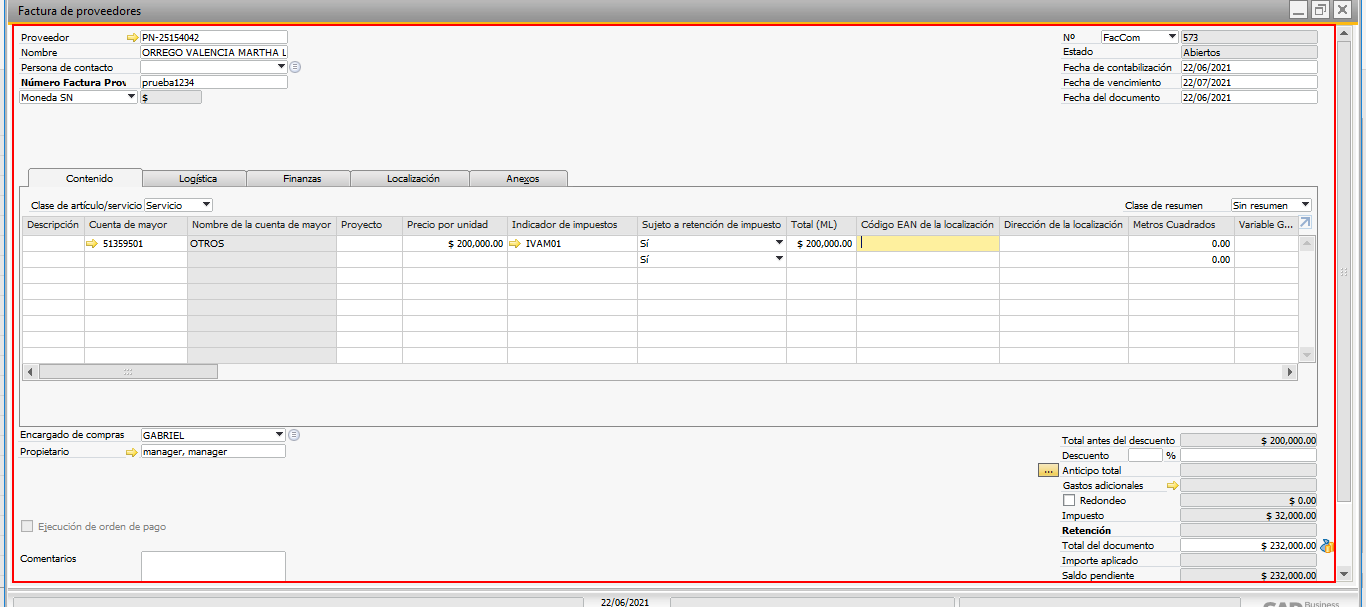 Factura de proveedores
Proveedor PN-25154042
Nombre ORREGO VALENCIA MARTHA L
Persona de contacto
Número Factura Prov prueba1234
Moneda SN $
Nº FacCom 573
Estado Abiertos
Fecha de contabilización 22/06/2021
Fecha de vencimiento 22/07/2021
Fecha del documento 22/06/2021
Contenido Logística Finanzas Localización Anexos
Clase de artículo/servicio Servicio Clase de resumen Sin resumen
Descripción Cuenta de mayor Nombre de la cuenta de mayor Proyecto Precio por unidad Indicador de impuestos Sujeto a retención de impuesto Total (ML) Código EAN de la localización Dirección de la localización Metros Cuadrados Variable G...
51359501 OTROS $ 200,000.00 IVAM01 Sí $ 200,000.00 0.00
Sí 0.00
Encargado de compras GABRIEL
Propietario manager, manager
Ejecución de orden de pago
Comentarios
Total antes del descuento $ 200,000.00
Descuento %
... Anticipo total
Gastos adicionales
Redondeo $ 0.00
Impuesto $ 32,000.00
Retención
Total del documento $ 232,000.00
Importe aplicado
Saldo pendiente $ 232,000.00
22/06/2021
Business